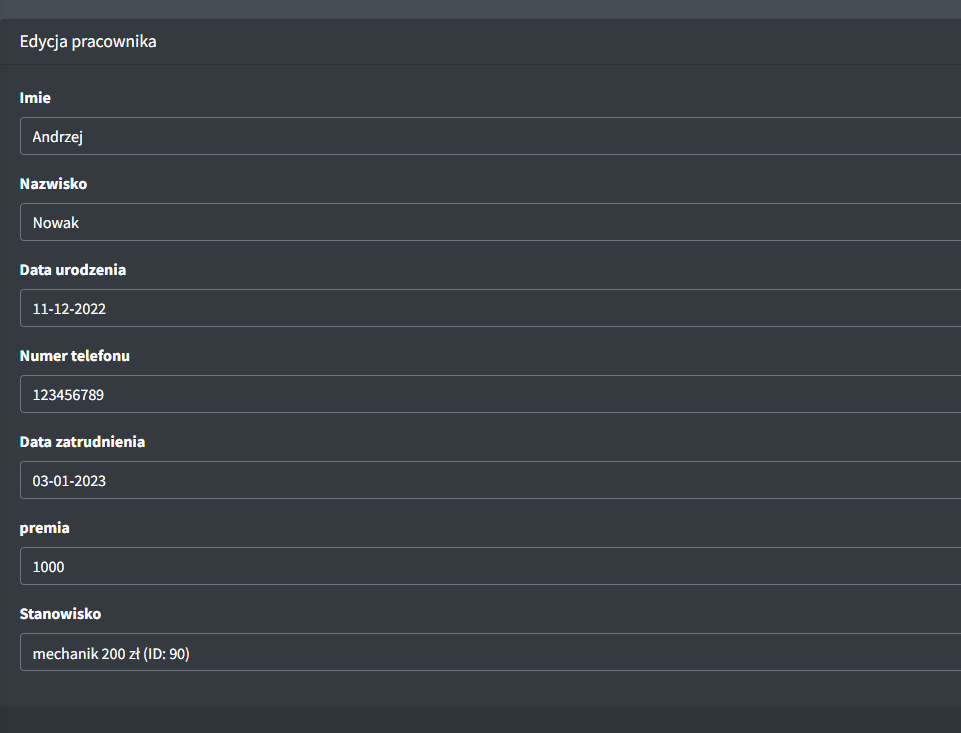 Edycja pracownika
Imie
Andrzej
Nazwisko
Nowak
Data urodzenia
11-12-2022
Numer telefonu
123456789
Data zatrudnienia
03-01-2023
premia
1000
Stanowisko
mechanik 200 zł (ID: 90)